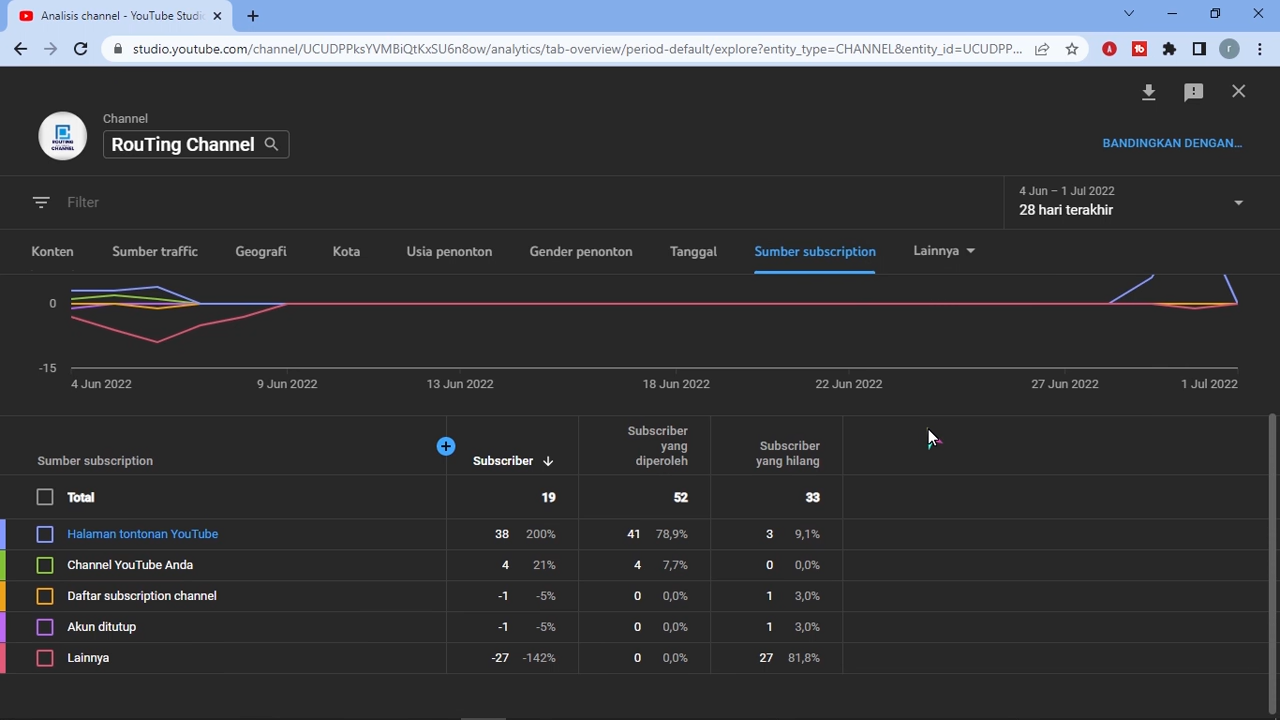 Analisis channel - YouTube Studio
studio.youtube.com/channel/UCUDPPksYVMBiQtKxSU6n8ow/analytics/tab-overview/period-default/explore?entity_type=CHANNEL&entity_id=UCUDPP...
Channel
RouTing Channel
ROUTING
CHANNEL
BANDINGKAN DENGAN...
Filter
4 Jun – 1 Jul 2022
28 hari terakhir
Konten Sumber traffic Geografi Kota Usia penonton Gender penonton Tanggal Sumber subscription Lainnya
0
-15
4 Jun 2022 9 Jun 2022 13 Jun 2022 18 Jun 2022 22 Jun 2022 27 Jun 2022 1 Jul 2022
Sumber subscription Subscriber Subscriber yang diperoleh Subscriber yang hilang
Total 19 52 33
Halaman tontonan YouTube 38 200% 41 78,9% 3 9,1%
Channel YouTube Anda 4 21% 4 7,7% 0 0,0%
Daftar subscription channel -1 -5% 0 0,0% 1 3,0%
Akun ditutup -1 -5% 0 0,0% 1 3,0%
Lainnya -27 -142% 0 0,0% 27 81,8%